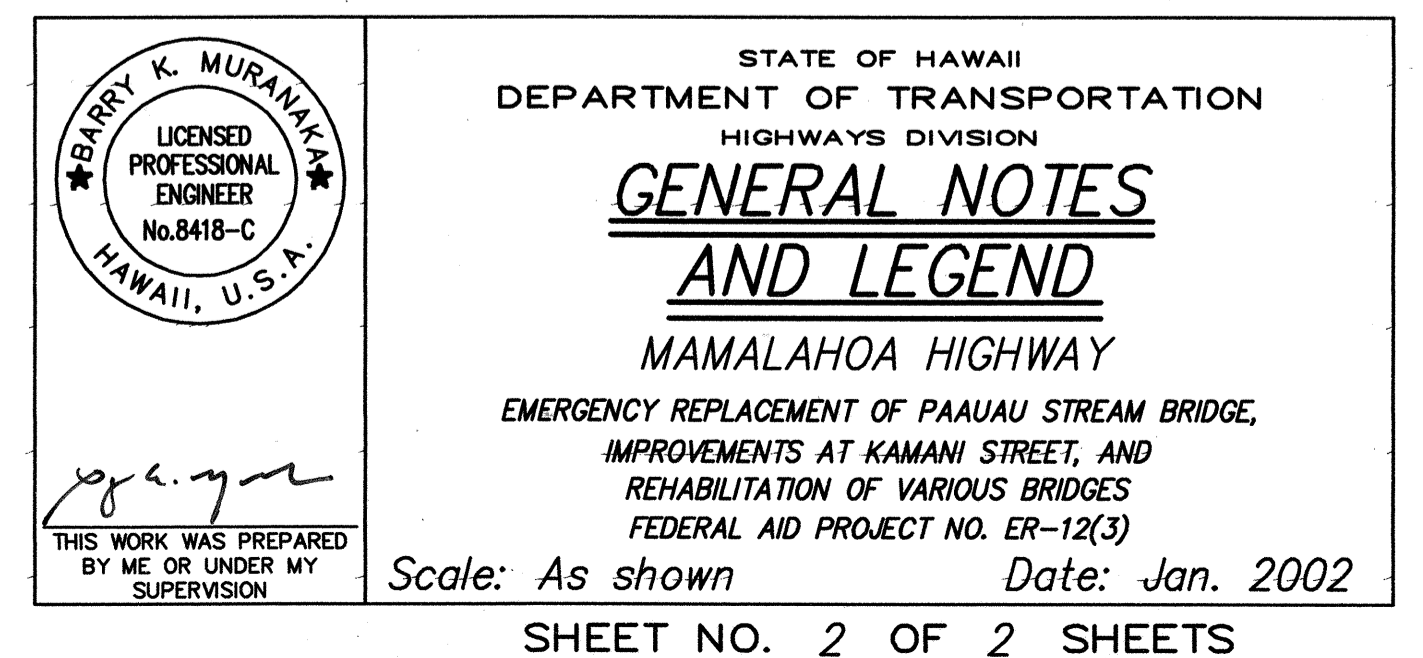 BARRY K. MURANAKA
LICENSED
PROFESSIONAL
ENGINEER
No.8418-C
HAWAII, U.S.A.
THIS WORK WAS PREPARED
BY ME OR UNDER MY
SUPERVISION
STATE OF HAWAII
DEPARTMENT OF TRANSPORTATION
HIGHWAYS DIVISION
GENERAL NOTES
AND LEGEND
MAMALAHOA HIGHWAY
EMERGENCY REPLACEMENT OF PAAUAU STREAM BRIDGE,
IMPROVEMENTS AT KAMANI STREET, AND
REHABILITATION OF VARIOUS BRIDGES
FEDERAL AID PROJECT NO. ER-12(3)
Scale: As shown Date: Jan. 2002
SHEET NO. 2 OF 2 SHEETS